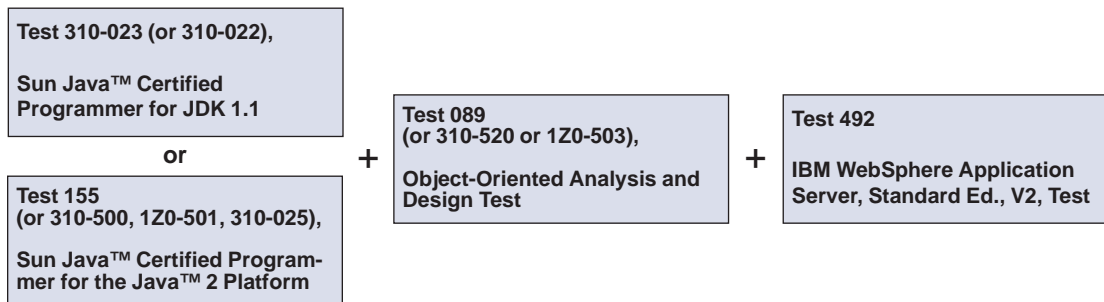 Test 310-023 (or 310-022),
Sun Java™ Certified
Programmer for JDK 1.1
or
Test 155
(or 310-500, 1Z0-501, 310-025),
Sun Java™ Certified Program-
mer for the Java™ 2 Platform
+
Test 089
(or 310-520 or 1Z0-503),
Object-Oriented Analysis and
Design Test
+
Test 492
IBM WebSphere Application
Server, Standard Ed., V2, Test